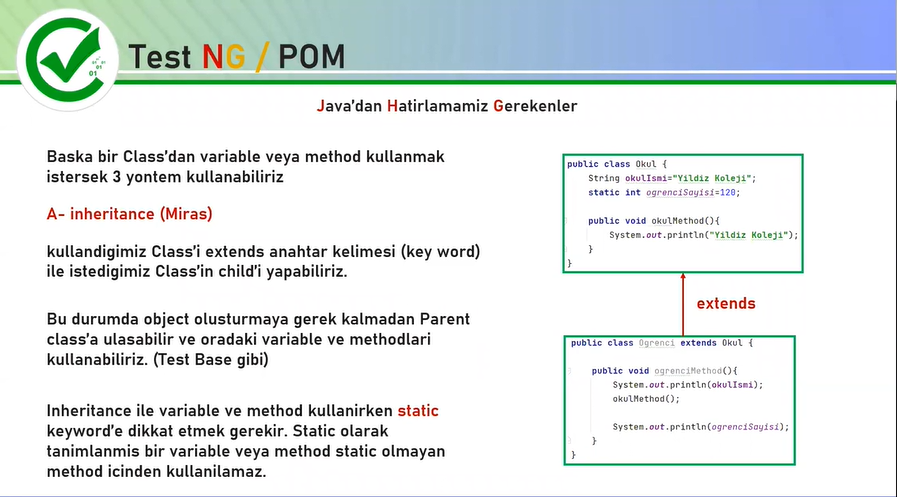 Test NG / POM
Java'dan Hatirlamamiz Gerekenler
Baska bir Class'dan variable veya method kullanmak
istersek 3 yontem kullanabiliriz
A- inheritance (Miras)
kullandigimiz Class'i extends anahtar kelimesi (key word)
ile istedigimiz Class'in child'i yapabiliriz.
Bu durumda object olusturmaya gerek kalmadan Parent
class'a ulasabilir ve oradaki variable ve methodlari
kullanabiliriz. (Test Base gibi)
Inheritance ile variable ve method kullanirken static
keyword'e dikkat etmek gerekir. Static olarak
tanimlanmis bir variable veya method static olmayan
method icinden kullanilamaz.
public class Okul {
String okulIsmi="Yildiz Koleji";
static int ogrenciSayisi=120;
public void okulMethod(){
System.out.println("Yildiz Koleji");
}
}
extends
public class Ogrenci extends Okul {
public void ogrenciMethod(){
System.out.println(okulIsmi);
okulMethod();
System.out.println(ogrenciSayisi);
}
}